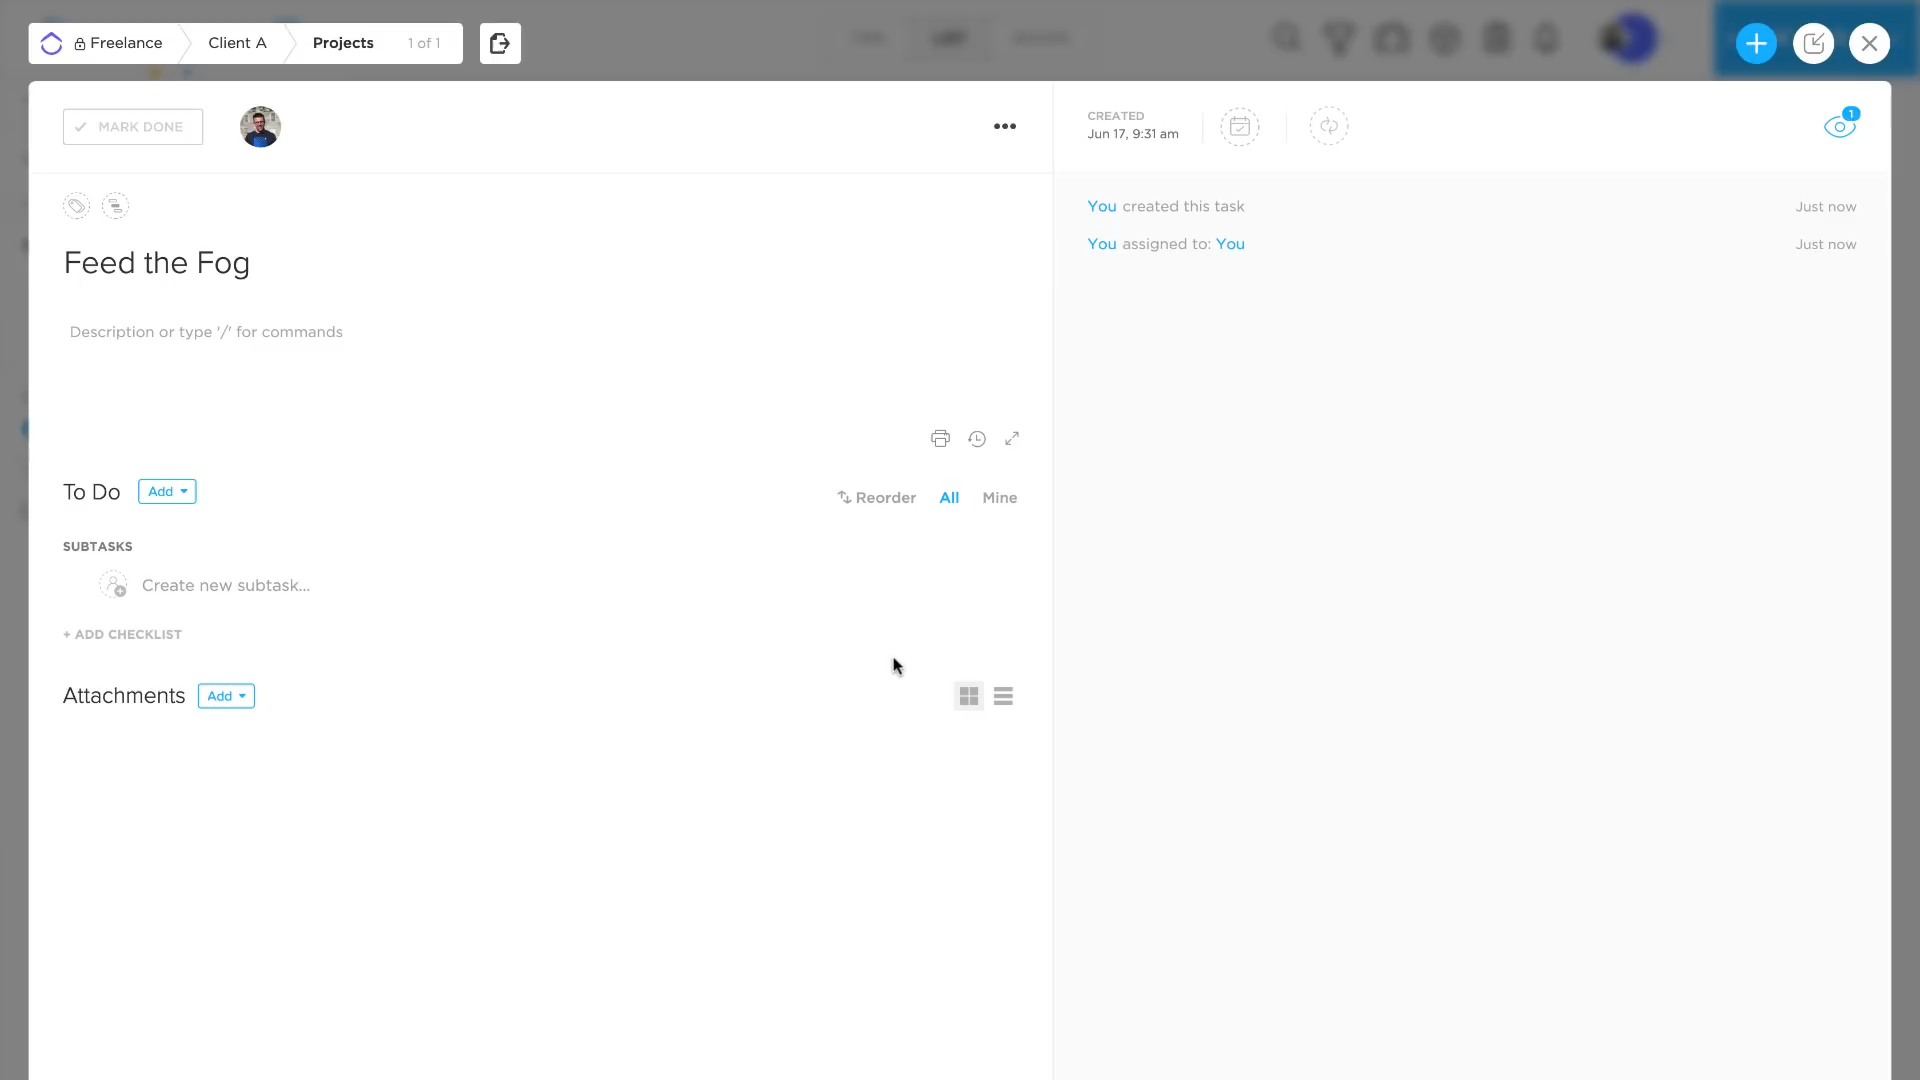 Freelance
Client A
Projects
1 of 1
MARK DONE
CREATED
Jun 17, 9:31 am
1
You created this task
Just now
You assigned to: You
Just now
Feed the Fog
Description or type '/' for commands
To Do
Add
Reorder
All
Mine
SUBTASKS
Create new subtask...
+ ADD CHECKLIST
Attachments
Add